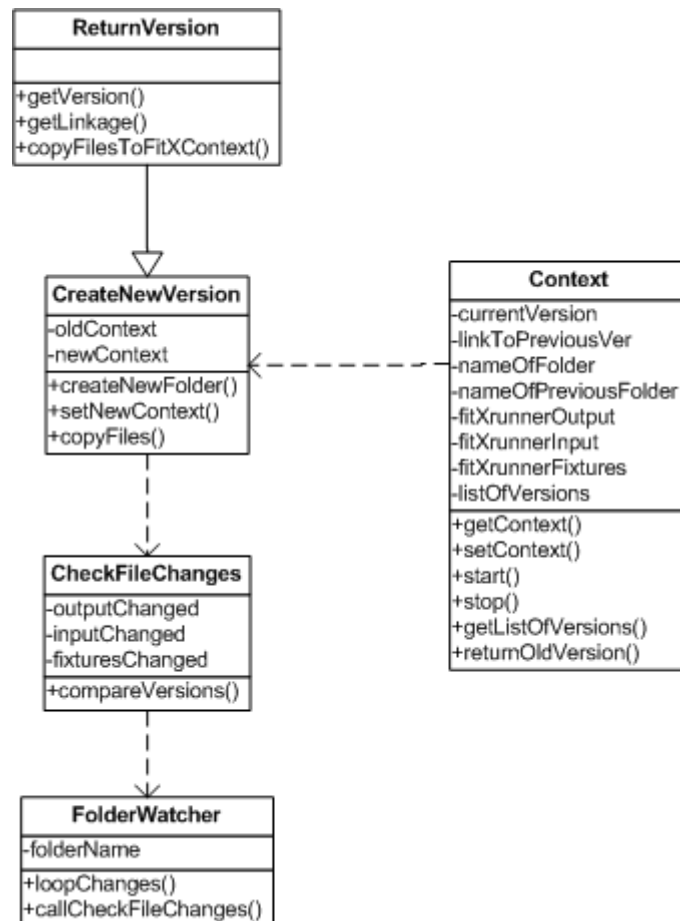 ReturnVersion
+getVersion()
+getLinkage()
+copyFilesToFitXContext()
CreateNewVersion
-oldContext
-newContext
+createNewFolder()
+setNewContext()
+copyFiles()
Context
-currentVersion
-linkToPreviousVer
-nameOfFolder
-nameOfPreviousFolder
-fitXrunnerOutput
-fitXrunnerInput
-fitXrunnerFixtures
-listOfVersions
+getContext()
+setContext()
+start()
+stop()
+getListOfVersions()
+returnOldVersion()
CheckFileChanges
-outputChanged
-inputChanged
-fixturesChanged
+compareVersions()
FolderWatcher
-folderName
+loopChanges()
+callCheckFileChanges()